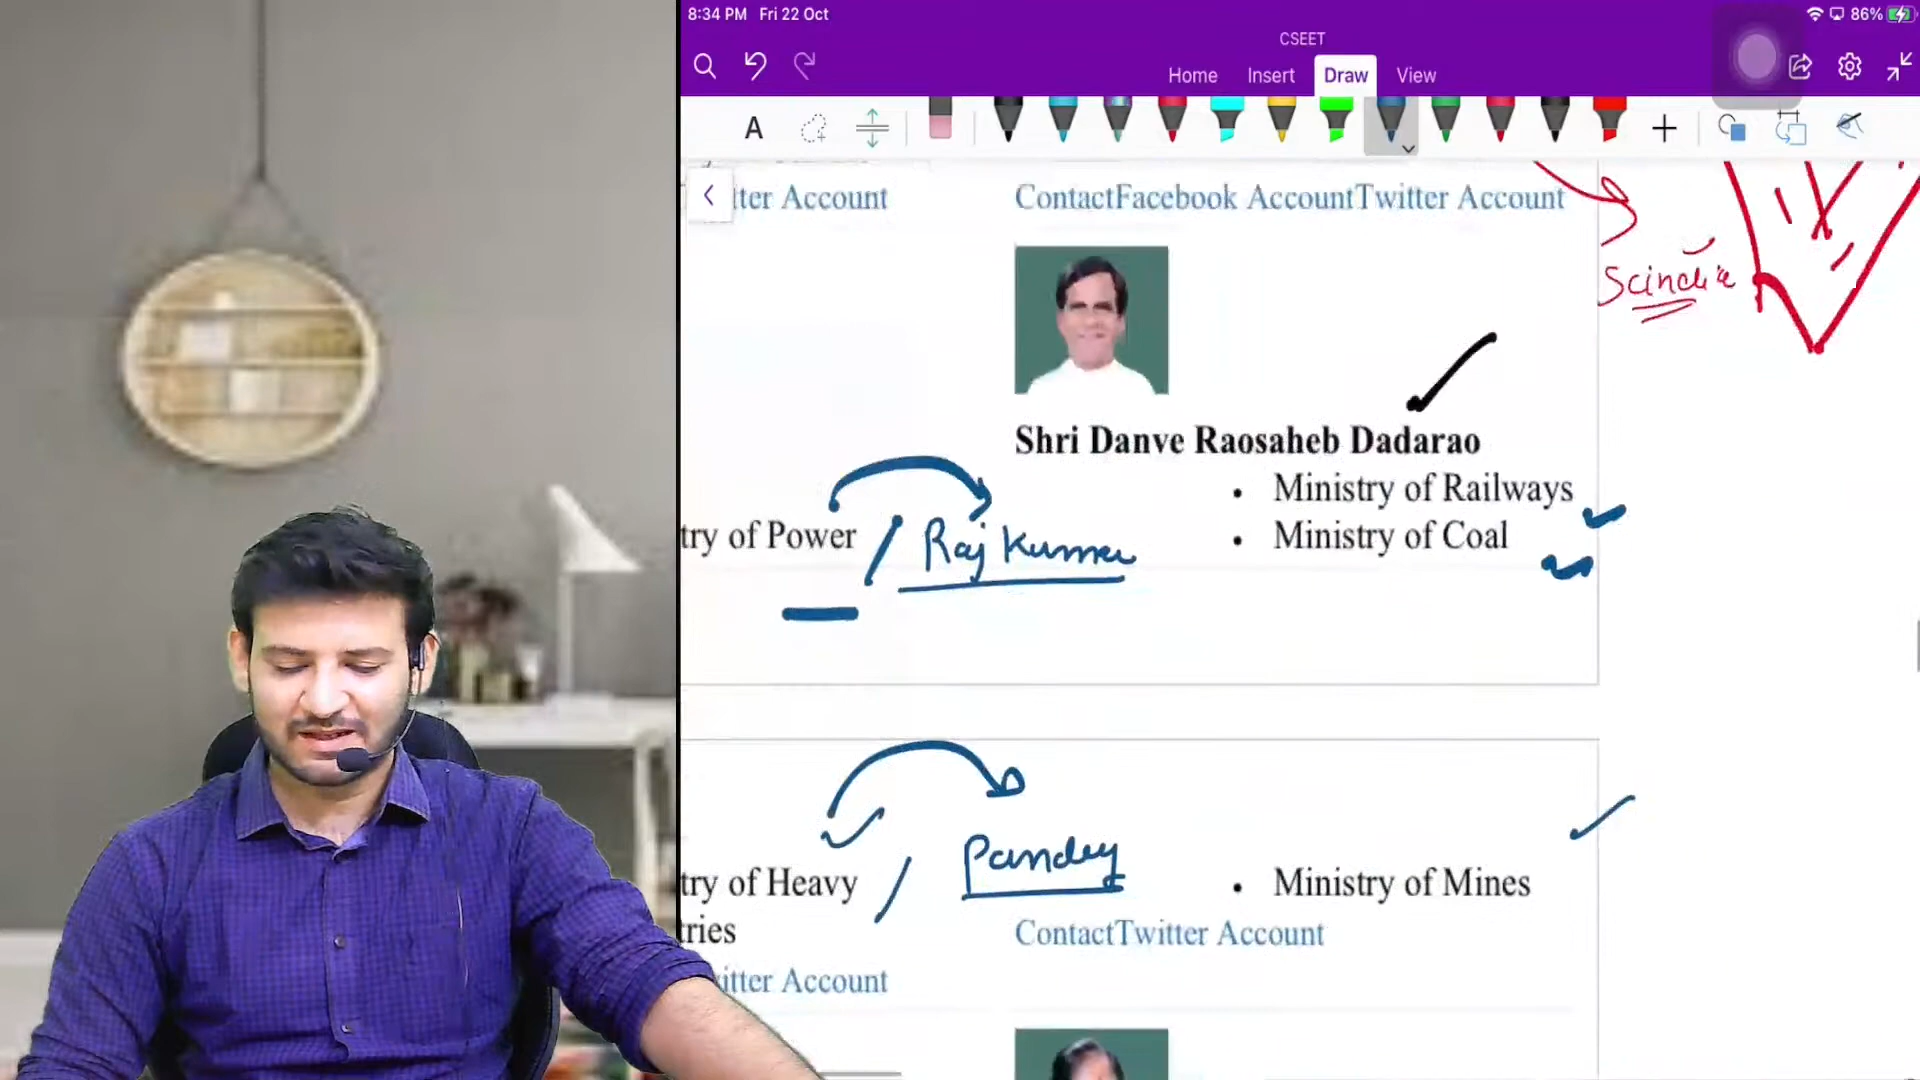 8:34 PM Fri 22 Oct
86%
CSEET
Home Insert Draw View
A
tter Account
ContactFacebook AccountTwitter Account
Scindia
Shri Danve Raosaheb Dadarao
• Ministry of Railways
try of Power / Raj Kumar
• Ministry of Coal
Pandey
try of Heavy
• Ministry of Mines
tries
ContactTwitter Account
itter Account